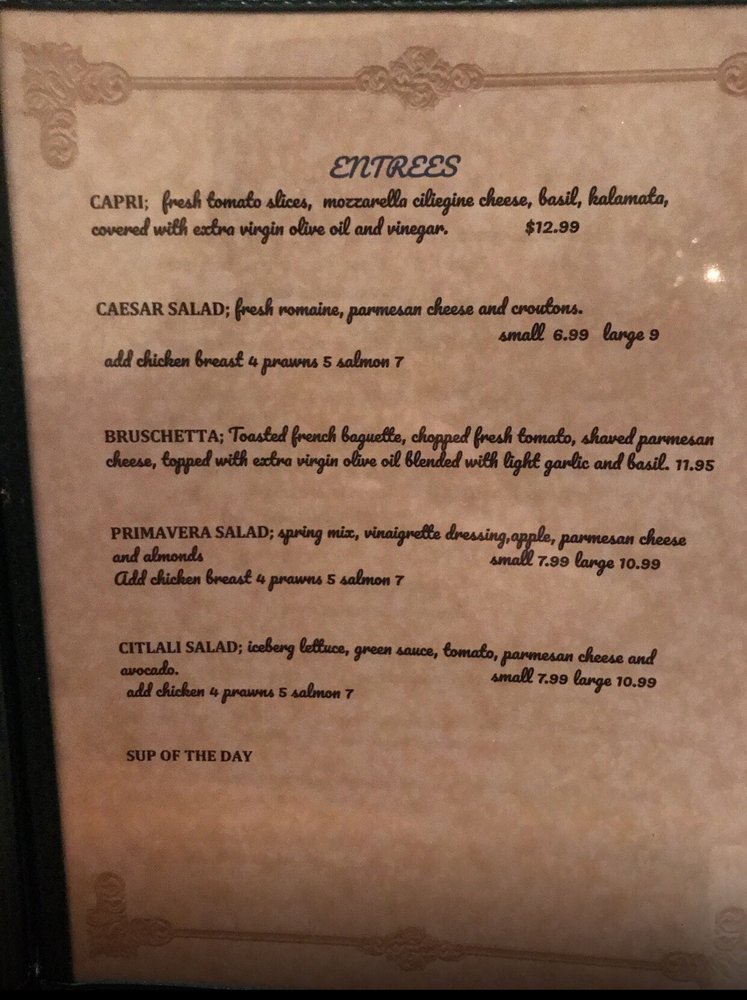 ENTREES
CAPRI; fresh tomato slices, mozzarella ciliegine cheese, basil, kalamata,
covered with extra virgin olive oil and vinegar. $12.99
CAESAR SALAD; fresh romaine, parmesan cheese and croutons.
small 6.99 large 9
add chicken breast 4 prawns 5 salmon 7
BRUSCHETTA; Toasted french baguette, chopped fresh tomato, shaved parmesan
cheese, topped with extra virgin olive oil blended with light garlic and basil. 11.95
PRIMAVERA SALAD; spring mix, vinaigrette dressing,apple, parmesan cheese
and almonds small 7.99 large 10.99
Add chicken breast 4 prawns 5 salmon 7
CITLALI SALAD; iceberg lettuce, green sauce, tomato, parmesan cheese and
avocado. small 7.99 large 10.99
add chicken 4 prawns 5 salmon 7
SUP OF THE DAY